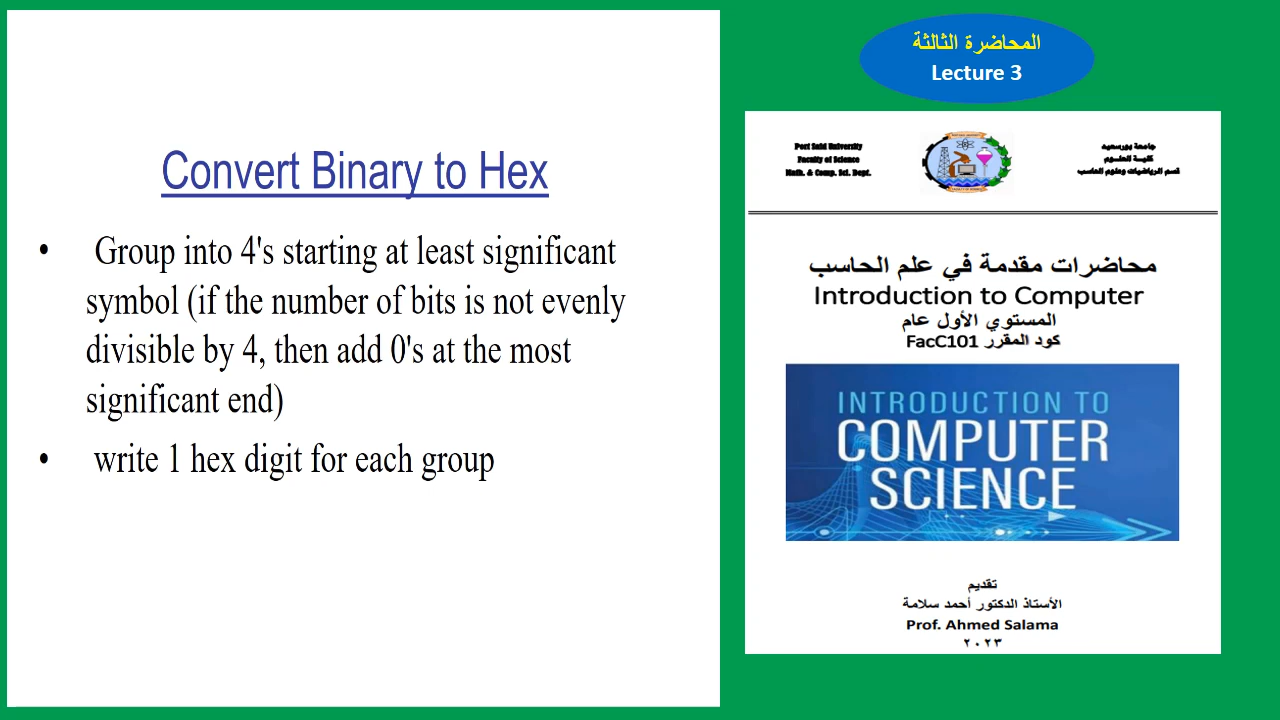 Convert Binary to Hex
• Group into 4's starting at least significant
symbol (if the number of bits is not evenly
divisible by 4, then add 0's at the most
significant end)
• write 1 hex digit for each group
المحاضرة الثالثة
Lecture 3
Port Said University
Faculty of Science
Math. & Comp. Sci. Dept.
جامعة بورسعيد
كلية العلوم
قسم الرياضيات وعلوم الحاسب
محاضرات مقدمة في علم الحاسب
Introduction to Computer
المستوي الأول عام
كود المقرر FacC101
INTRODUCTION TO
COMPUTER
SCIENCE
تقديم
الأستاذ الدكتور أحمد سلامة
Prof. Ahmed Salama
٢٠٢٣